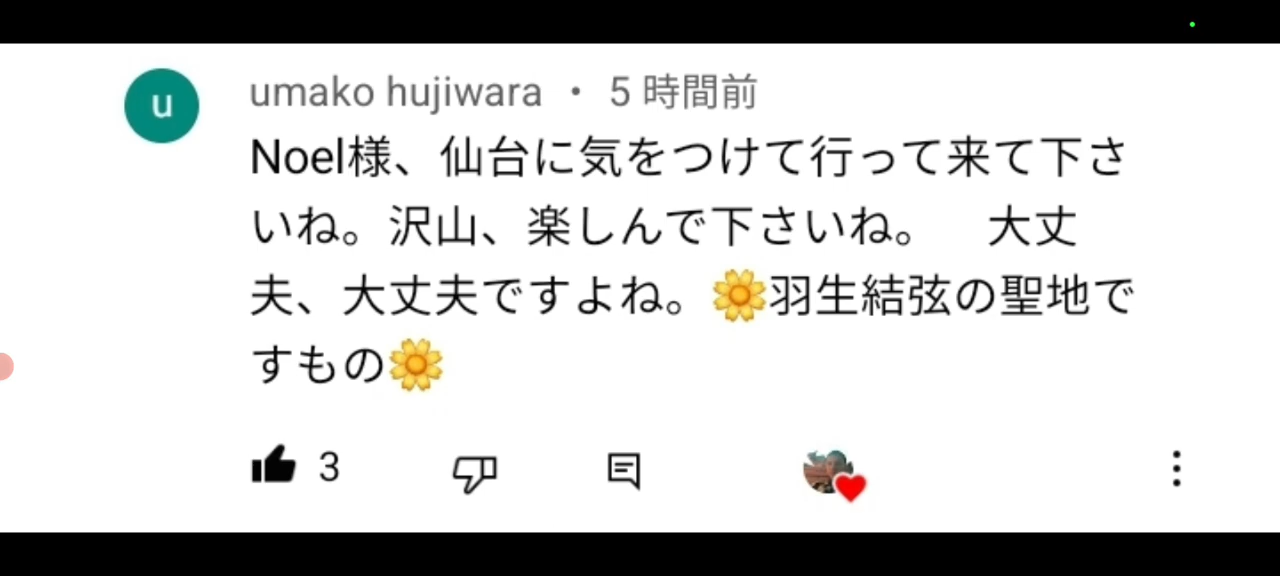 u
umako hujiwara・5 時間前
Noel様、仙台に気をつけて行って来て下さ
いね。沢山、楽しんで下さいね。　大丈
夫、大丈夫ですよね。🌼羽生結弦の聖地で
すもの🌼
3